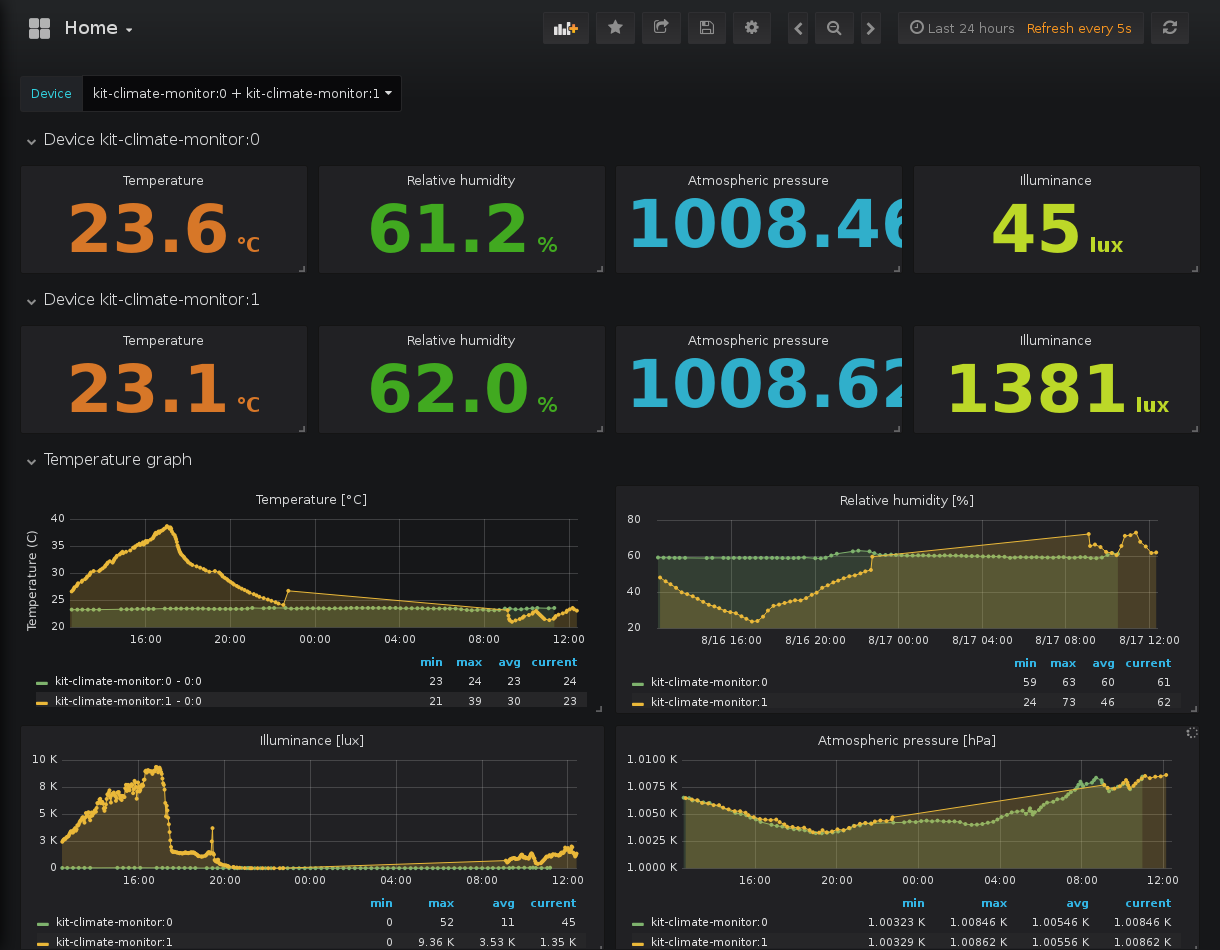 Home
Last 24 hours Refresh every 5s
Device kit-climate-monitor:0 + kit-climate-monitor:1
Device kit-climate-monitor:0
Temperature Relative humidity Atmospheric pressure Illuminance
23.6 °C 61.2 % 1008.46 45 lux
Device kit-climate-monitor:1
Temperature Relative humidity Atmospheric pressure Illuminance
23.1 °C 62.0 % 1008.62 1381 lux
Temperature graph
Temperature [°C]
Temperature (C)
40
35
30
25
20
16:00 20:00 00:00 04:00 08:00 12:00
min max avg current
kit-climate-monitor:0 - 0:0 23 24 23 24
kit-climate-monitor:1 - 0:0 21 39 30 23
Relative humidity [%]
80
60
40
20
8/16 16:00 8/16 20:00 8/17 00:00 8/17 04:00 8/17 08:00 8/17 12:00
min max avg current
kit-climate-monitor:0 59 63 60 61
kit-climate-monitor:1 24 73 46 62
Illuminance [lux]
10 K
8 K
5 K
3 K
0
16:00 20:00 00:00 04:00 08:00 12:00
min max avg current
kit-climate-monitor:0 0 52 11 45
kit-climate-monitor:1 0 9.36 K 3.53 K 1.35 K
Atmospheric pressure [hPa]
1.0100 K
1.0075 K
1.0050 K
1.0025 K
1.0000 K
16:00 20:00 00:00 04:00 08:00 12:00
min max avg current
kit-climate-monitor:0 1.00323 K 1.00846 K 1.00546 K 1.00846 K
kit-climate-monitor:1 1.00329 K 1.00862 K 1.00556 K 1.00862 K